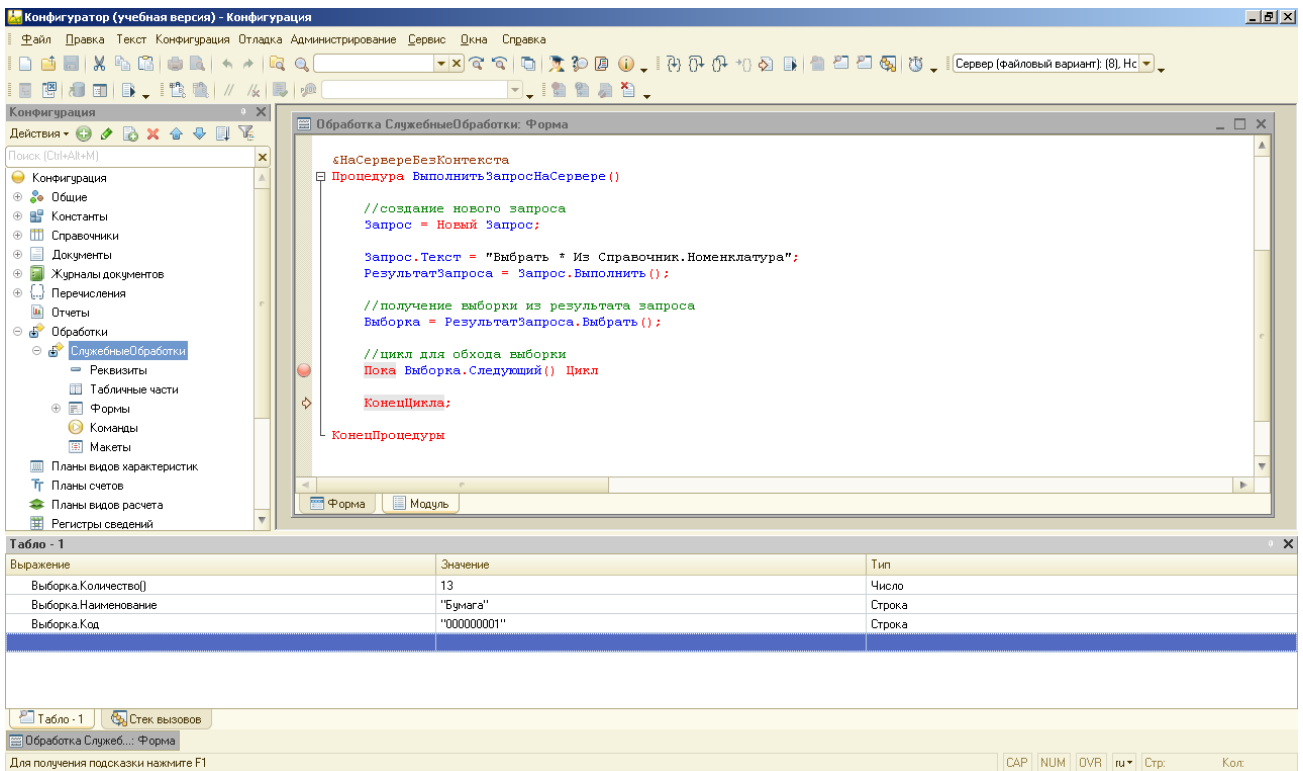 Конфигуратор (учебная версия) - Конфигурация
Файл Правка Текст Конфигурация Отладка Администрирование Сервис Окна Справка
Сервер (файловый вариант): (8), Нс
Конфигурация
Действия
Поиск (Ctrl+Alt+M)
Конфигурация
Общие
Константы
Справочники
Документы
Журналы документов
Перечисления
Отчеты
Обработки
СлужебныеОбработки
Реквизиты
Табличные части
Формы
Команды
Макеты
Планы видов характеристик
Планы счетов
Планы видов расчета
Регистры сведений
Обработка СлужебныеОбработки: Форма
&НаСервереБезКонтекста
Процедура ВыполнитьЗапросНаСервере()
//создание нового запроса
Запрос = Новый Запрос;
Запрос.Текст = "Выбрать * Из Справочник.Номенклатура";
РезультатЗапроса = Запрос.Выполнить();
//получение выборки из результата запроса
Выборка = РезультатЗапроса.Выбрать();
//цикл для обхода выборки
Пока Выборка.Следующий() Цикл
КонецЦикла;
КонецПроцедуры
Форма Модуль
Табло - 1
Выражение Значение Тип
Выборка.Количество() 13 Число
Выборка.Наименование "Бумага" Строка
Выборка.Код "000000001" Строка
Табло - 1 Стек вызовов
Обработка Служеб...: Форма
Для получения подсказки нажмите F1 CAP NUM OVR ru Стр: Кол: